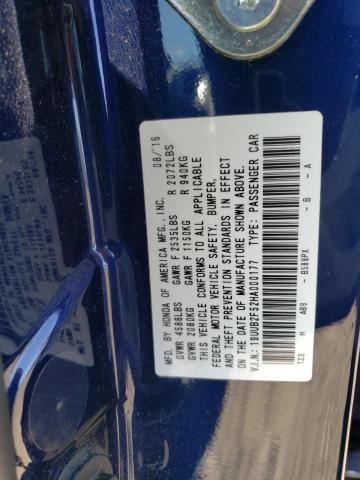 MFD. BY HONDA OF AMERICA MFG., INC. 08/16
GVWR 4586LBS GAWR F 2535LBS R 2072LBS
GVWR 2080KG GAWR F 1150KG R 940KG
THIS VEHICLE CONFORMS TO ALL APPLICABLE
FEDERAL MOTOR VEHICLE SAFETY, BUMPER,
AND THEFT PREVENTION STANDARDS IN EFFECT
ON THE DATE OF MANUFACTURE SHOWN ABOVE.
V.I.N.: 19UUB2F52HA000177 TYPE: PASSENGER CAR
TZ3 H AB9 - B588PX - B - A